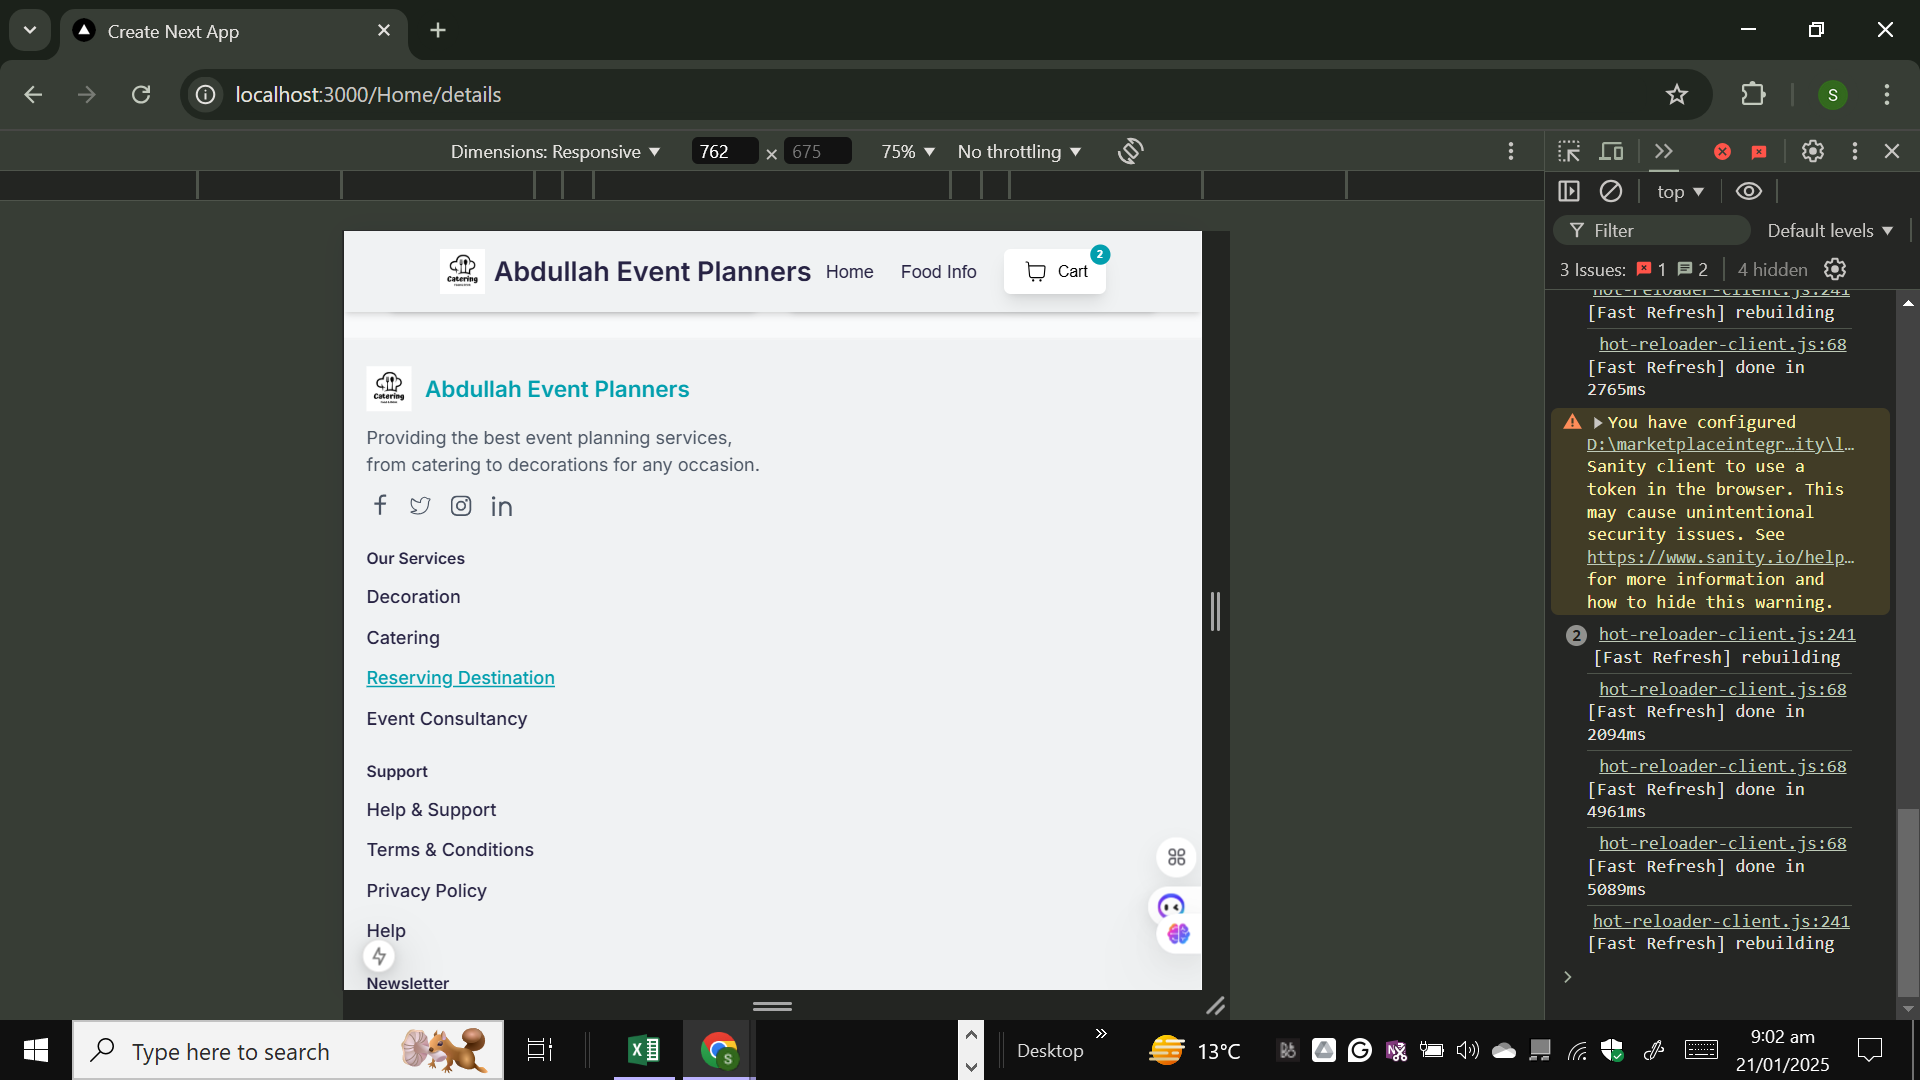 Create Next App
localhost:3000/Home/details
S
Dimensions: Responsive
762 × 675
75%
No throttling
top
Filter
Default levels
3 Issues: 1 2
4 hidden
Abdullah Event Planners
Home
Food Info
Cart
2
Catering
Abdullah Event Planners
Catering
Providing the best event planning services,
from catering to decorations for any occasion.
Our Services
Decoration
Catering
Reserving Destination
Event Consultancy
Support
Help & Support
Terms & Conditions
Privacy Policy
Help
Newsletter
hot-reloader-client.js:241
[Fast Refresh] rebuilding
hot-reloader-client.js:68
[Fast Refresh] done in
2765ms
You have configured
D:\marketplaceintegr…ity\l…
Sanity client to use a
token in the browser. This
may cause unintentional
security issues. See
https://www.sanity.io/help…
for more information and
how to hide this warning.
2
hot-reloader-client.js:241
[Fast Refresh] rebuilding
hot-reloader-client.js:68
[Fast Refresh] done in
2094ms
hot-reloader-client.js:68
[Fast Refresh] done in
4961ms
hot-reloader-client.js:68
[Fast Refresh] done in
5089ms
hot-reloader-client.js:241
[Fast Refresh] rebuilding
Type here to search
S
Desktop
13°C
9:02 am
21/01/2025